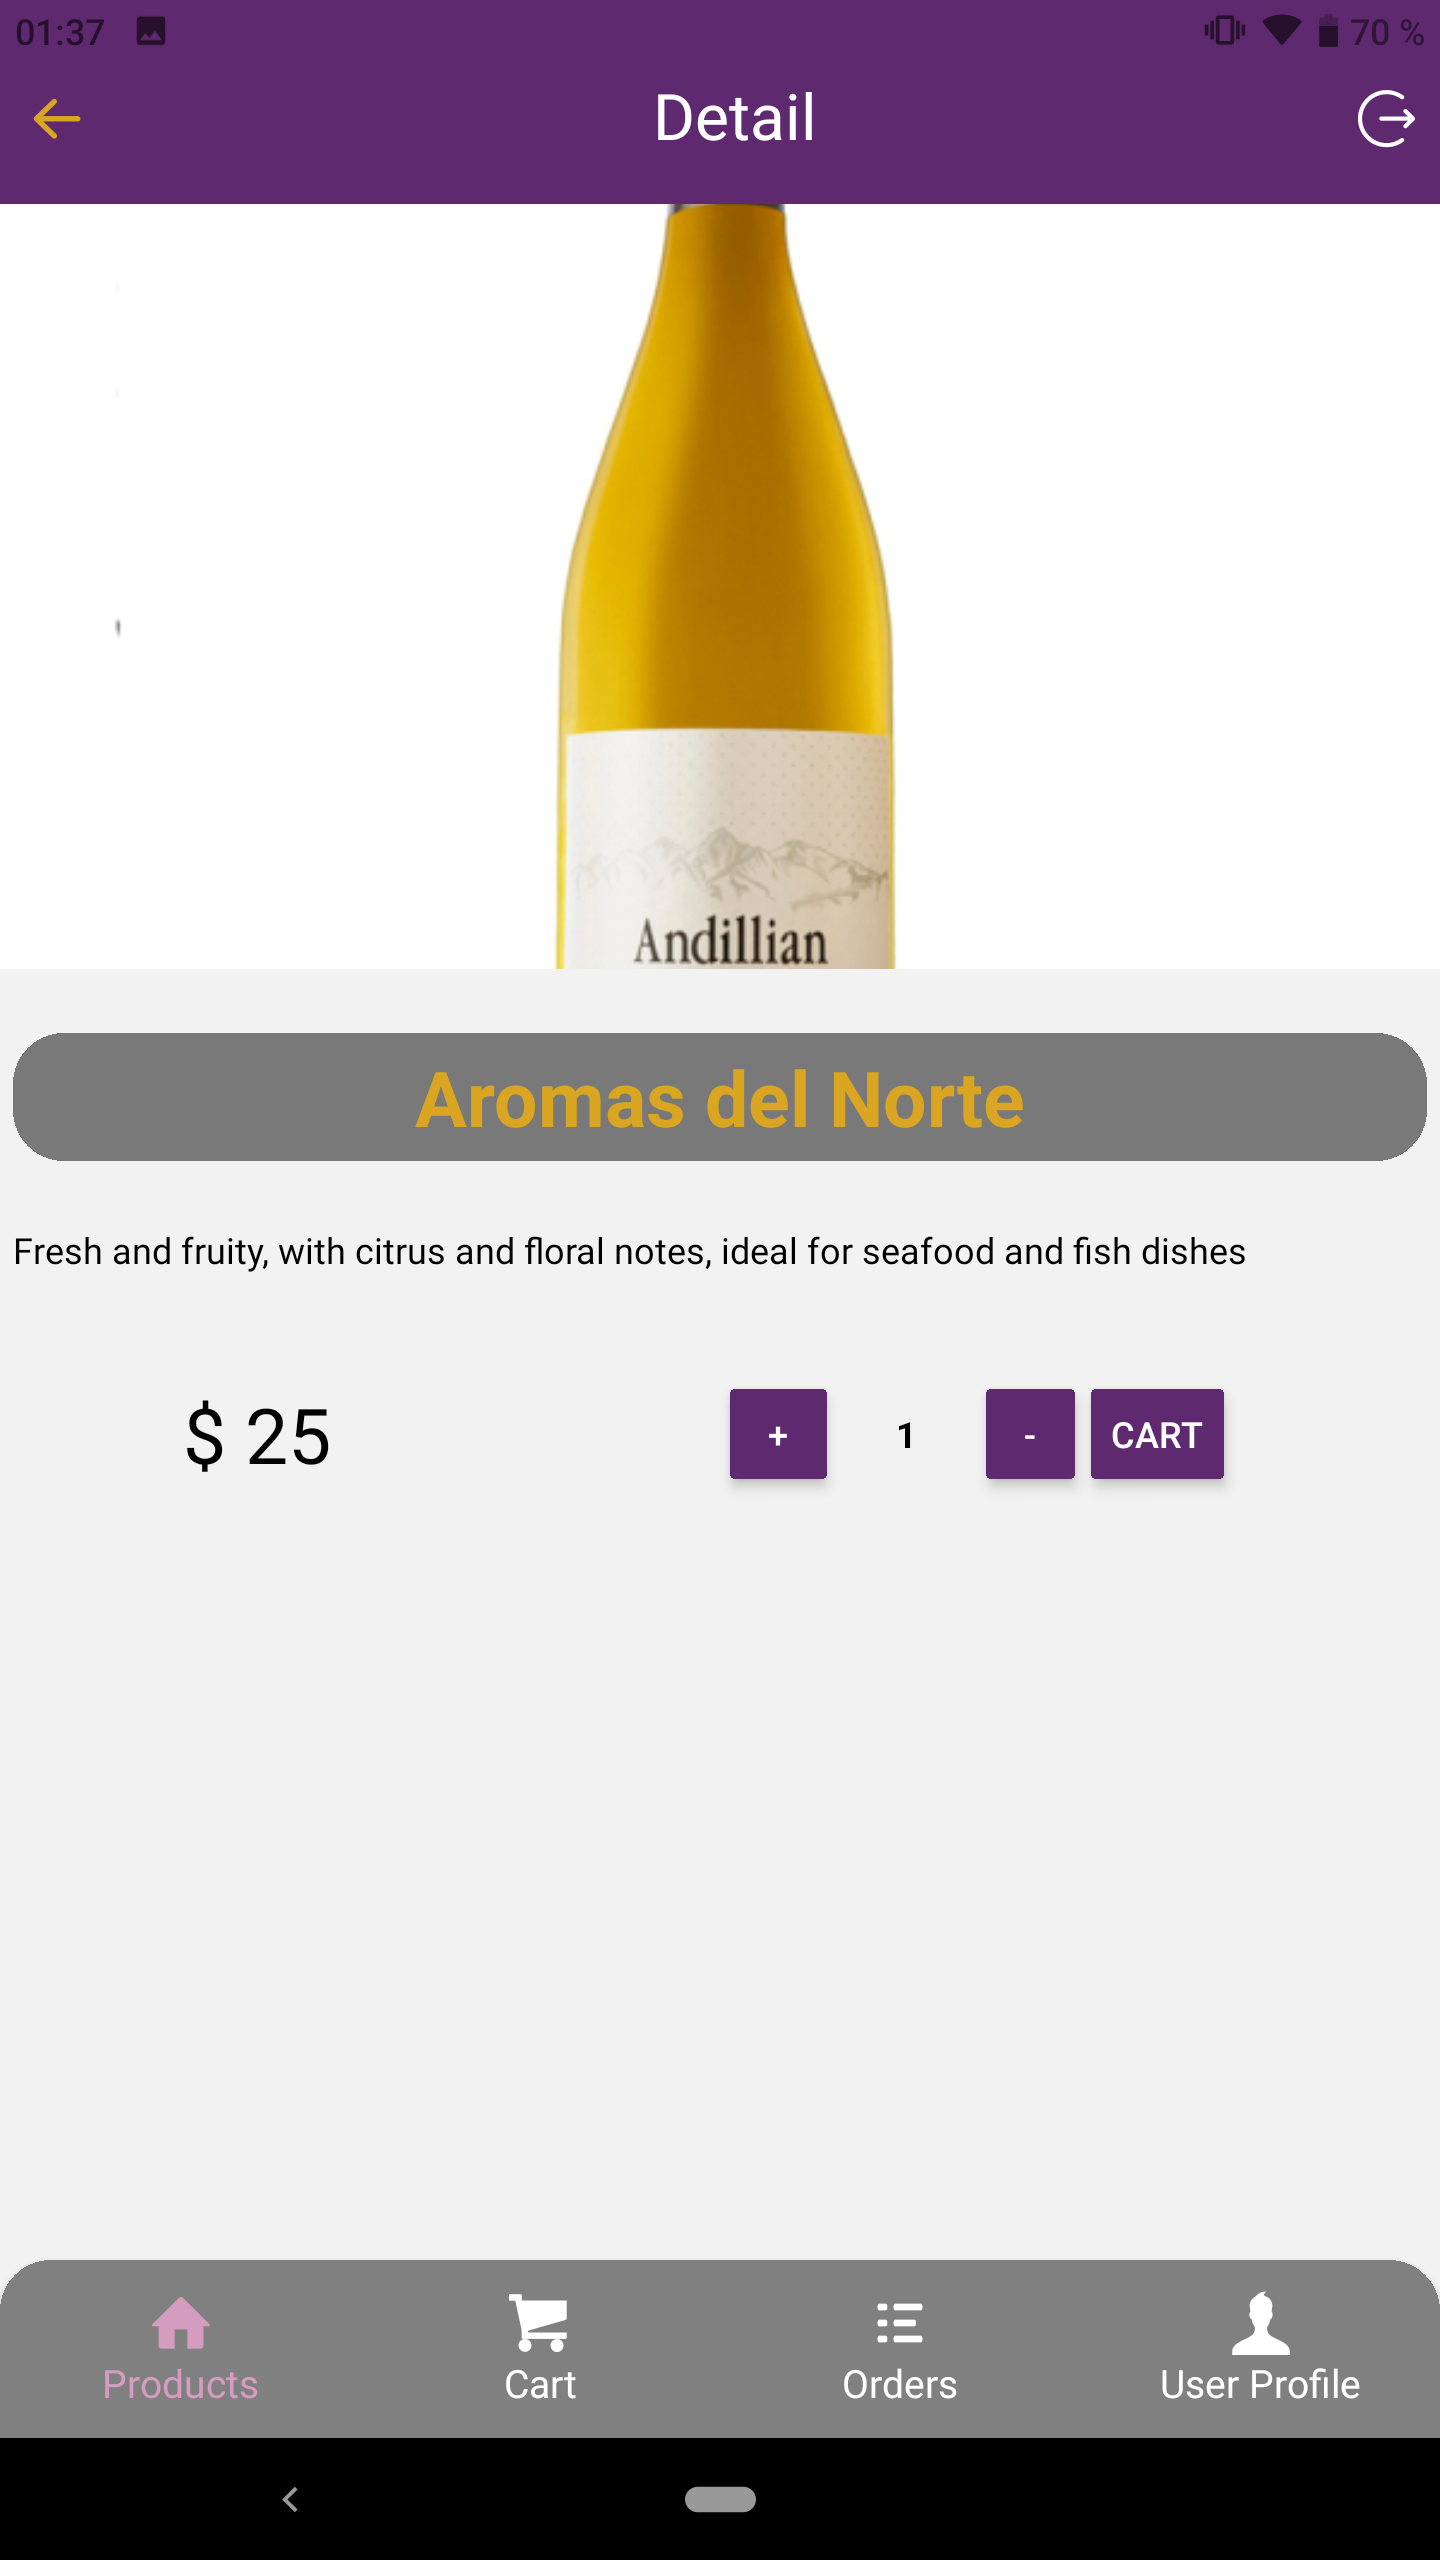 01:37 70 %
Detail
Andillian
Aromas del Norte
Fresh and fruity, with citrus and floral notes, ideal for seafood and fish dishes
$ 25 + 1 - CART
Products Cart Orders User Profile